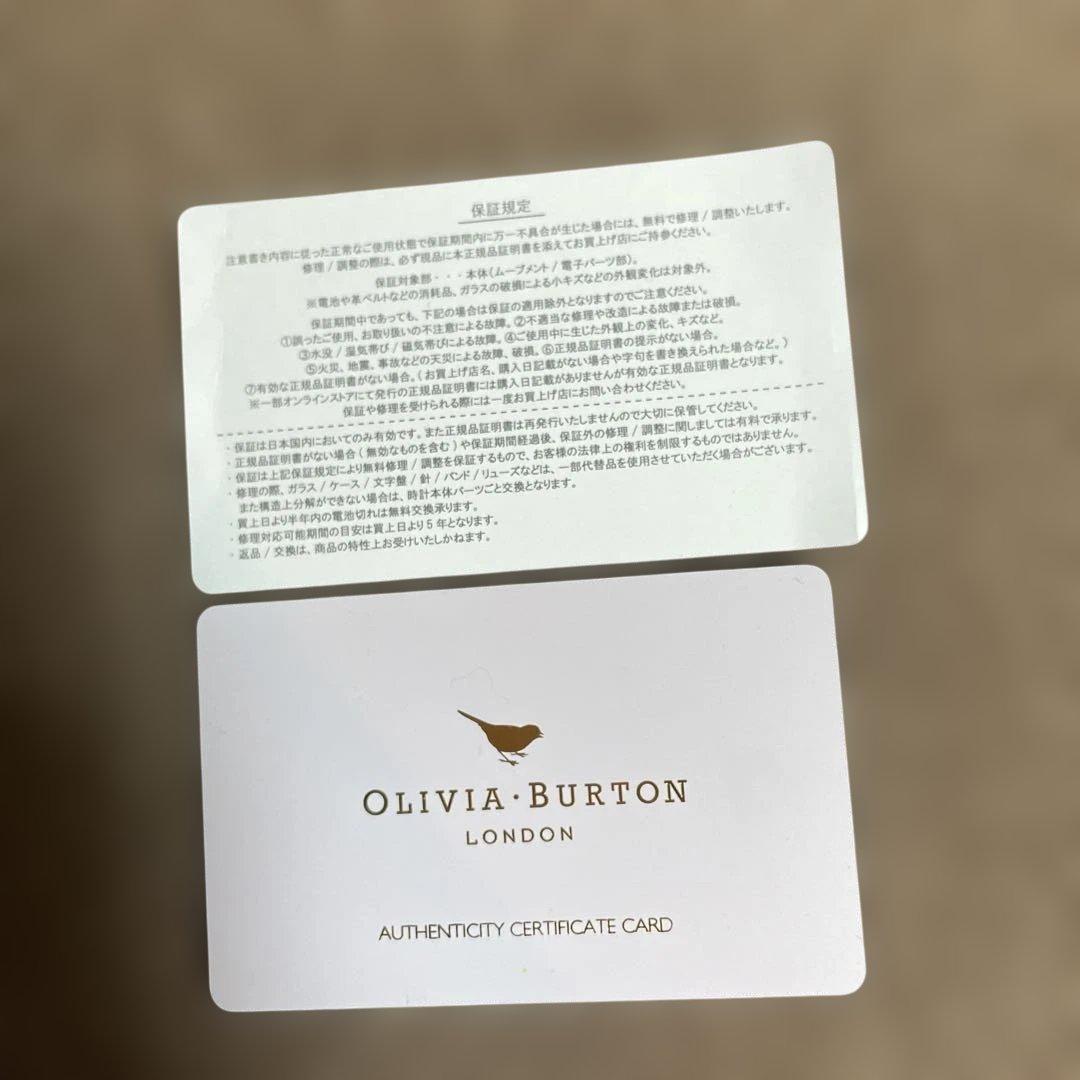 保証規定
注意書き内容に従った正常なご使用状態で保証期間内に万一不具合が生じた場合には、無料で修理 / 調整いたします。
修理 / 調整の際は、必ず現品に本正規品証明書を添えてお買上げ店にご持参ください。
保証対象部・・・本体(ムーブメント / 電子パーツ部)。
※電池や革ベルトなどの消耗品、ガラスの破損による小キズなどの外観変化は対象外。
保証期間中であっても、下記の場合は保証の適用除外となりますのでご注意ください。
①誤ったご使用、お取り扱いの不注意による故障。②不適当な修理や改造による故障または破損。
③水没 / 湿気帯び / 磁気帯びによる故障。④ご使用中に生じた外観上の変化、キズなど。
⑤火災、地震、事故などの天災による故障、破損。⑥正規品証明書の提示がない場合。
⑦有効な正規品証明書がない場合。(お買上げ店名、購入日記載がない場合や字句を書き換えられた場合など。)
※一部オンラインストアにて発行の正規品証明書には購入日記載がありませんが有効な正規品証明書となります。
保証や修理を受けられる際には一度お買上げ店にお問い合わせください。
・保証は日本国内においてのみ有効です。また正規品証明書は再発行いたしませんので大切に保管してください。
・正規品証明書がない場合(無効なものを含む)や保証期間経過後、保証外の修理 / 調整に関しましては有料で承ります。
・保証は上記保証規定により無料修理 / 調整を保証するもので、お客様の法律上の権利を制限するものではありません。
・修理の際、ガラス / ケース / 文字盤 / 針 / バンド / リューズなどは、一部代替品を使用させていただく場合がございます。
また構造上分解ができない場合は、時計本体パーツごと交換となります。
・買上日より半年内の電池切れは無料交換承ります。
・修理対応可能期間の目安は買上日より5年となります。
・返品 / 交換は、商品の特性上お受けいたしかねます。
OLIVIA・BURTON
LONDON
AUTHENTICITY CERTIFICATE CARD